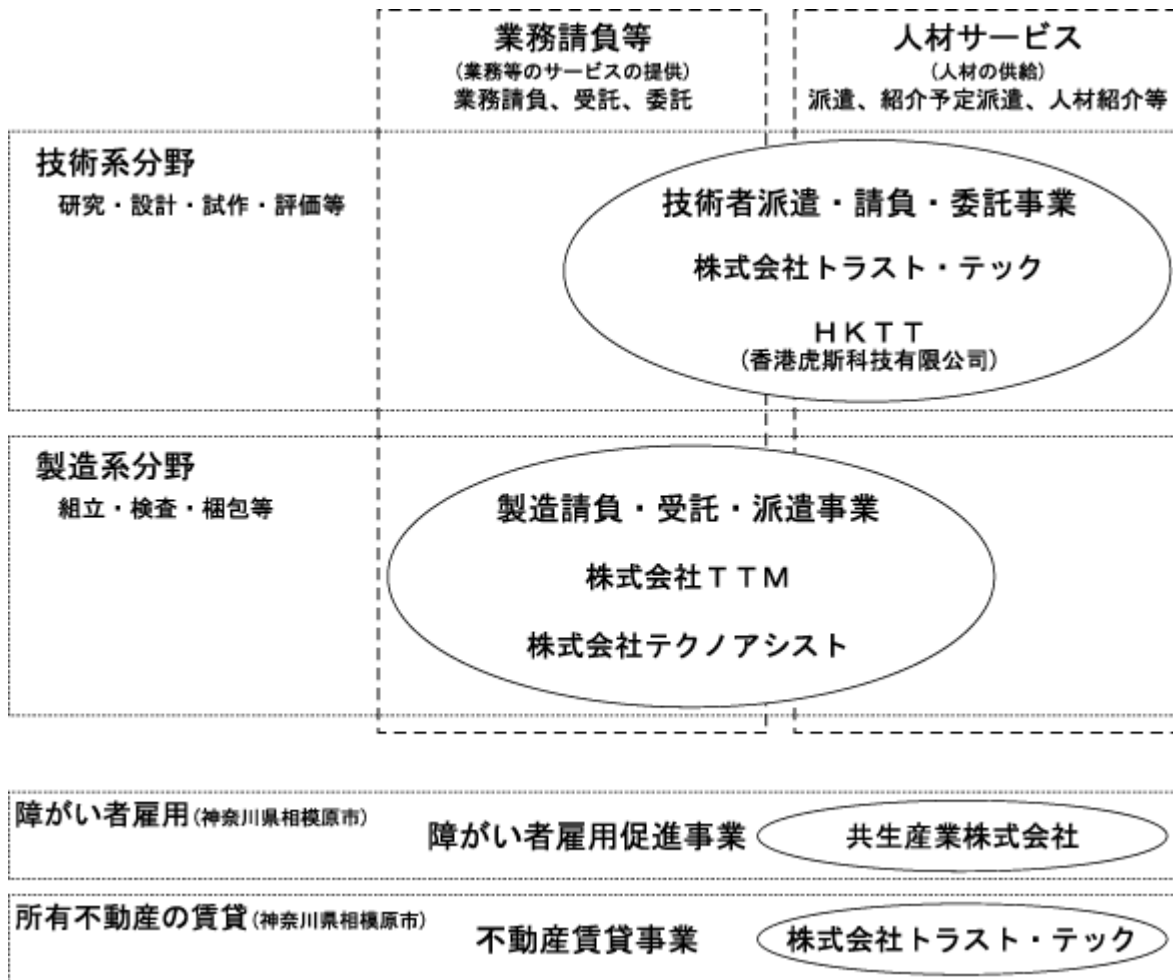 業務請負等
(業務等のサービスの提供)
業務請負、受託、委託
人材サービス
(人材の供給)
派遣、紹介予定派遣、人材紹介等
技術系分野
研究・設計・試作・評価等
技術者派遣・請負・委託事業
株式会社トラスト・テック
ＨＫＴＴ
(香港虎斯科技有限公司)
製造系分野
組立・検査・梱包等
製造請負・受託・派遣事業
株式会社ＴＴＭ
株式会社テクノアシスト
障がい者雇用(神奈川県相模原市)
障がい者雇用促進事業
共生産業株式会社
所有不動産の賃貸(神奈川県相模原市)
不動産賃貸事業
株式会社トラスト・テック